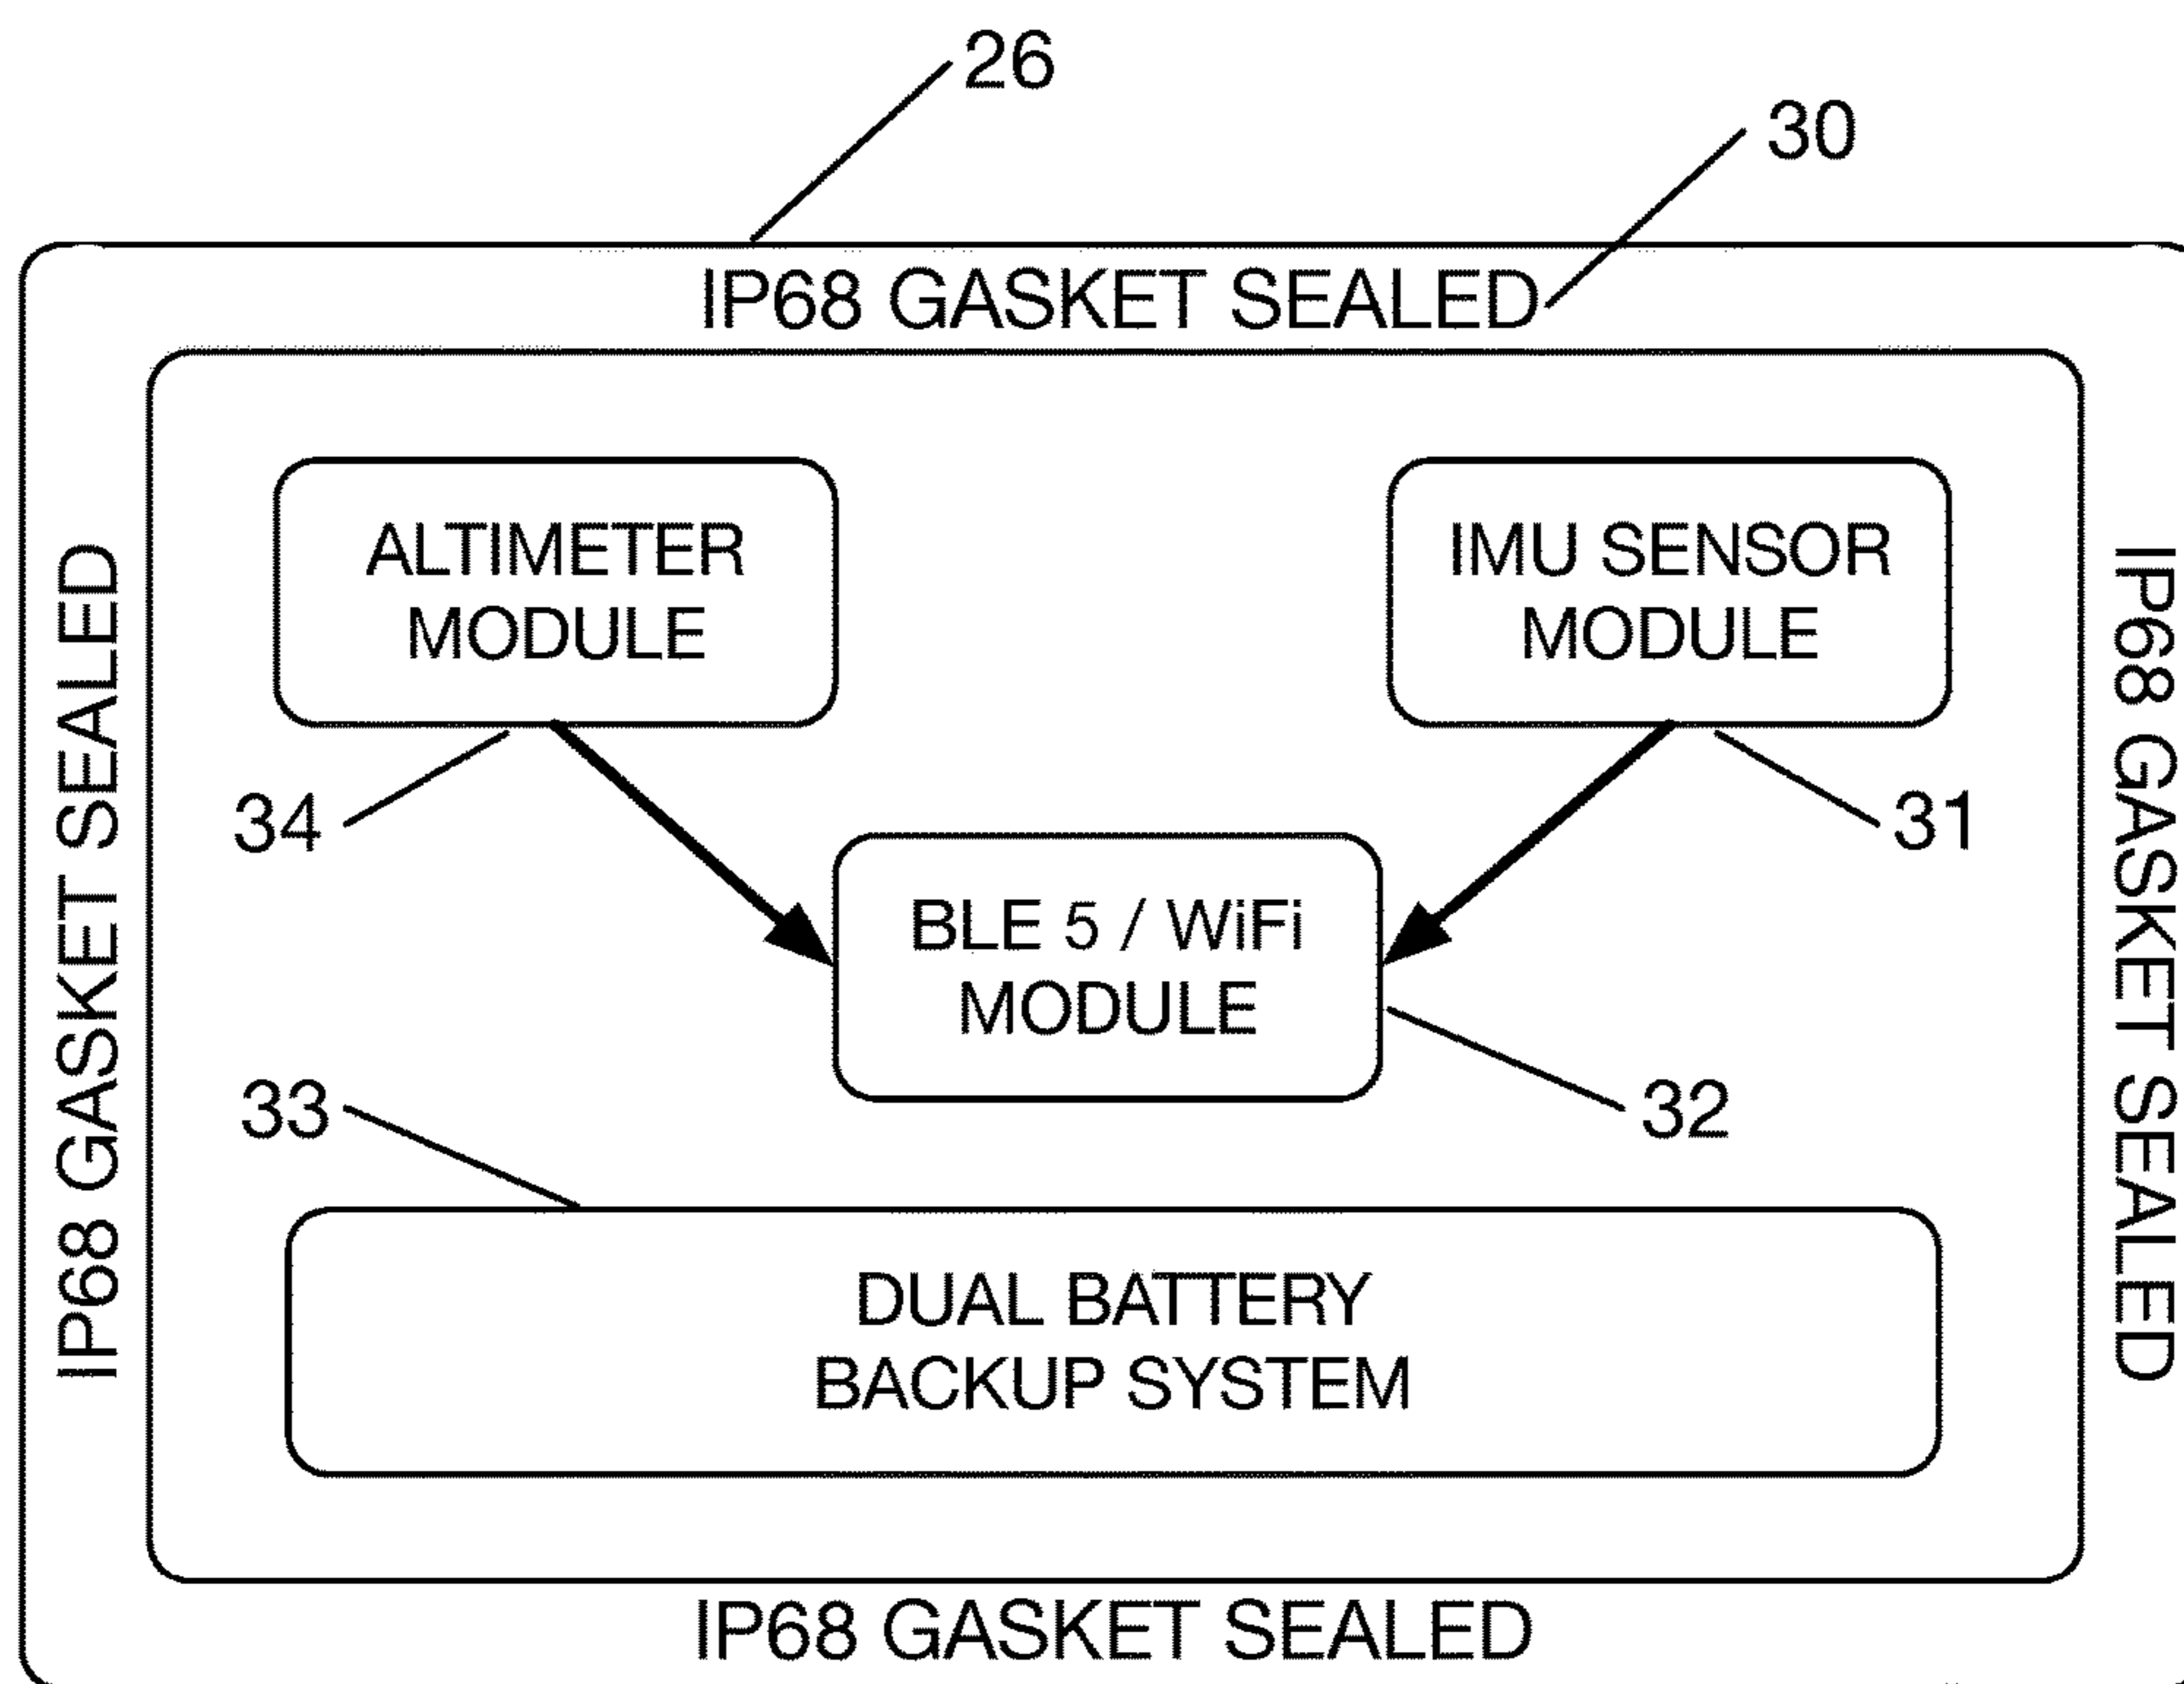 26
30
IP68 GASKET SEALED
IP68 GASKET SEALED
IP68 GASKET SEALED
ALTIMETER
MODULE
IMU SENSOR
MODULE
34
31
BLE 5 / WiFi
MODULE
33
32
DUAL BATTERY
BACKUP SYSTEM
IP68 GASKET SEALED